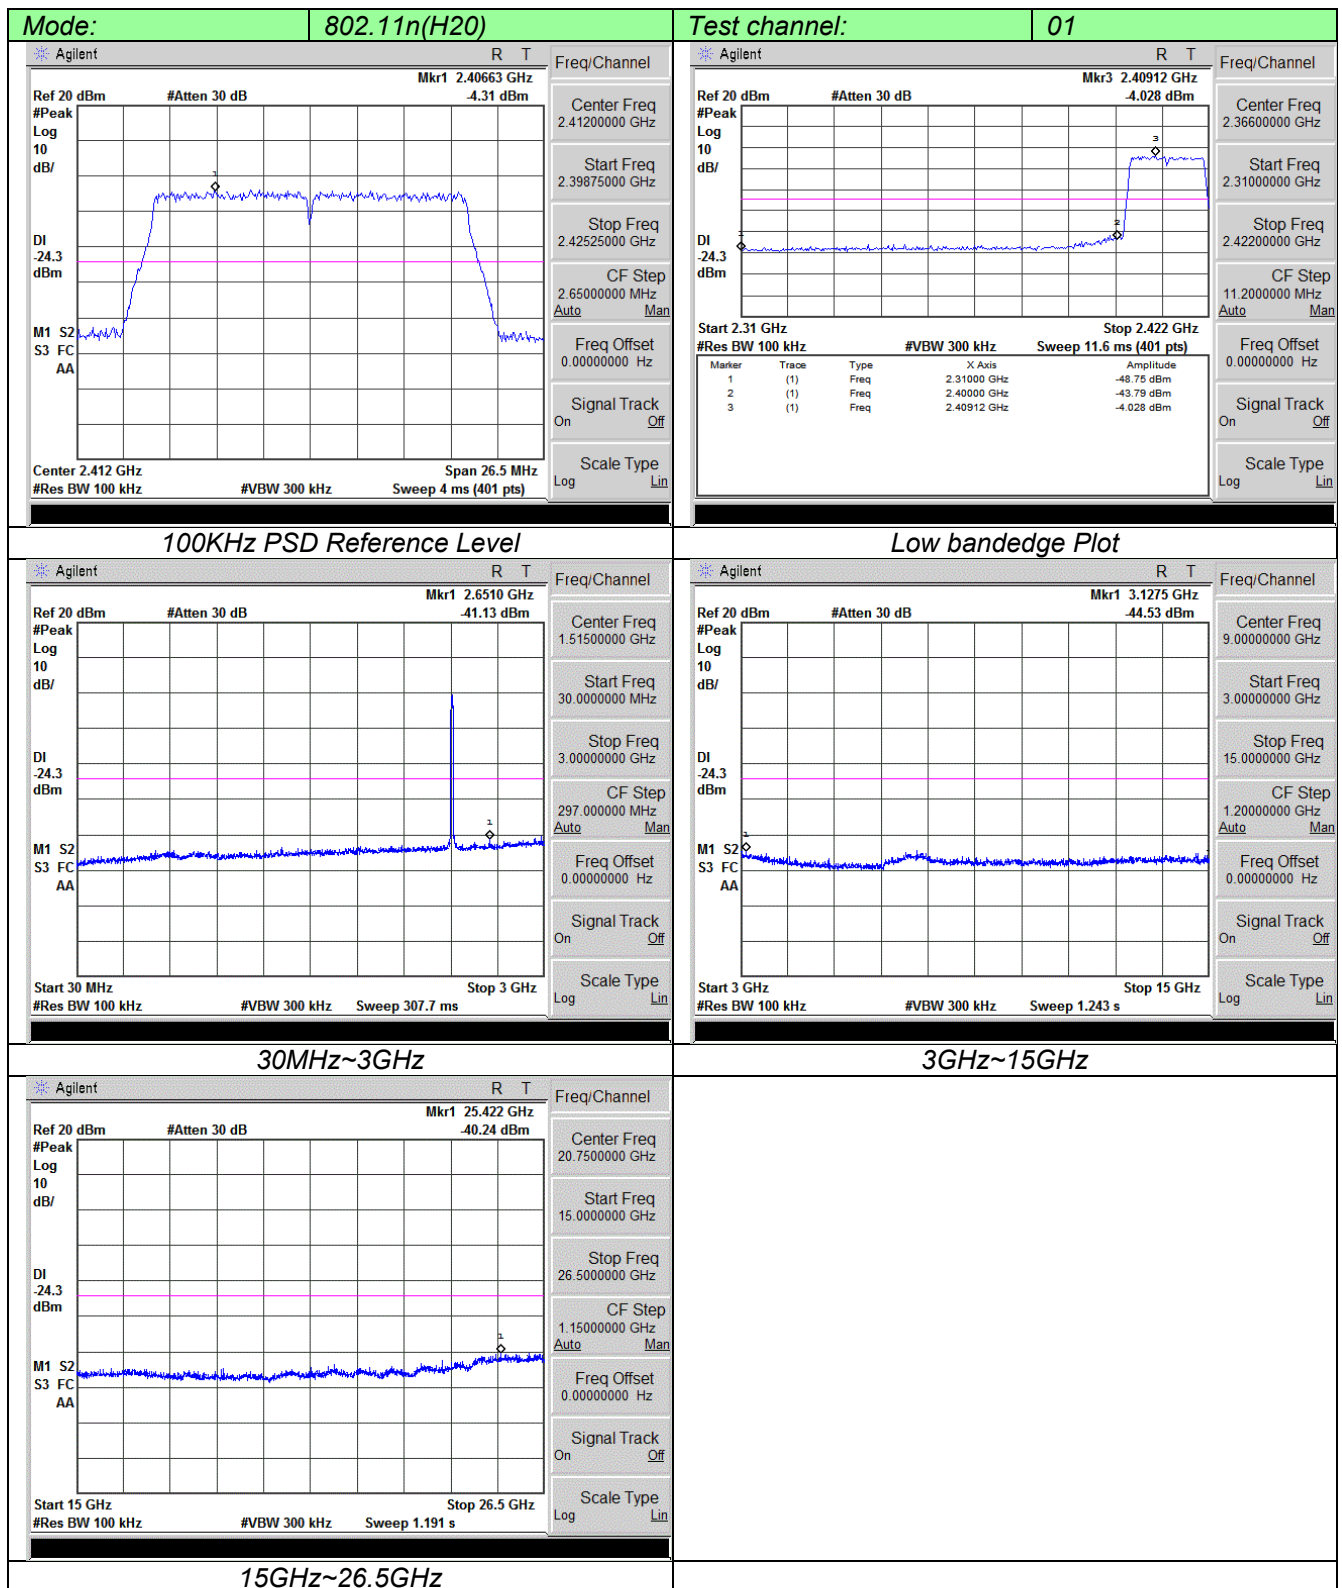 Mode: 802.11n(H20) Test channel: 01
Agilent R T
Mkr1 2.40663 GHz
Ref 20 dBm #Atten 30 dB -4.31 dBm
#Peak
Log
10
dB/
1
DI
-24.3
dBm
M1 S2
S3 FC
AA
Center 2.412 GHz Span 26.5 MHz
#Res BW 100 kHz #VBW 300 kHz Sweep 4 ms (401 pts)
Freq/Channel
Center Freq
2.41200000 GHz
Start Freq
2.39875000 GHz
Stop Freq
2.42525000 GHz
CF Step
2.65000000 MHz
Auto Man
Freq Offset
0.00000000 Hz
Signal Track
On Off
Scale Type
Log Lin
100KHz PSD Reference Level
Agilent R T
Mkr3 2.40912 GHz
Ref 20 dBm #Atten 30 dB -4.028 dBm
#Peak
Log
10
dB/
3
2
1
DI
-24.3
dBm
Start 2.31 GHz Stop 2.422 GHz
#Res BW 100 kHz #VBW 300 kHz Sweep 11.6 ms (401 pts)
Marker Trace Type X Axis Amplitude
1 (1) Freq 2.31000 GHz -48.75 dBm
2 (1) Freq 2.40000 GHz -43.79 dBm
3 (1) Freq 2.40912 GHz -4.028 dBm
Freq/Channel
Center Freq
2.36600000 GHz
Start Freq
2.31000000 GHz
Stop Freq
2.42200000 GHz
CF Step
11.2000000 MHz
Auto Man
Freq Offset
0.00000000 Hz
Signal Track
On Off
Scale Type
Log Lin
Low bandedge Plot
Agilent R T
Mkr1 2.6510 GHz
Ref 20 dBm #Atten 30 dB -41.13 dBm
#Peak
Log
10
dB/
1
DI
-24.3
dBm
M1 S2
S3 FC
AA
Start 30 MHz Stop 3 GHz
#Res BW 100 kHz #VBW 300 kHz Sweep 307.7 ms
Freq/Channel
Center Freq
1.51500000 GHz
Start Freq
30.0000000 MHz
Stop Freq
3.00000000 GHz
CF Step
297.000000 MHz
Auto Man
Freq Offset
0.00000000 Hz
Signal Track
On Off
Scale Type
Log Lin
30MHz~3GHz
Agilent R T
Mkr1 3.1275 GHz
Ref 20 dBm #Atten 30 dB -44.53 dBm
#Peak
Log
10
dB/
1
DI
-24.3
dBm
M1 S2
S3 FC
AA
Start 3 GHz Stop 15 GHz
#Res BW 100 kHz #VBW 300 kHz Sweep 1.243 s
Freq/Channel
Center Freq
9.00000000 GHz
Start Freq
3.00000000 GHz
Stop Freq
15.0000000 GHz
CF Step
1.20000000 GHz
Auto Man
Freq Offset
0.00000000 Hz
Signal Track
On Off
Scale Type
Log Lin
3GHz~15GHz
Agilent R T
Mkr1 25.422 GHz
Ref 20 dBm #Atten 30 dB -40.24 dBm
#Peak
Log
10
dB/
1
DI
-24.3
dBm
M1 S2
S3 FC
AA
Start 15 GHz Stop 26.5 GHz
#Res BW 100 kHz #VBW 300 kHz Sweep 1.191 s
Freq/Channel
Center Freq
20.7500000 GHz
Start Freq
15.0000000 GHz
Stop Freq
26.5000000 GHz
CF Step
1.15000000 GHz
Auto Man
Freq Offset
0.00000000 Hz
Signal Track
On Off
Scale Type
Log Lin
15GHz~26.5GHz